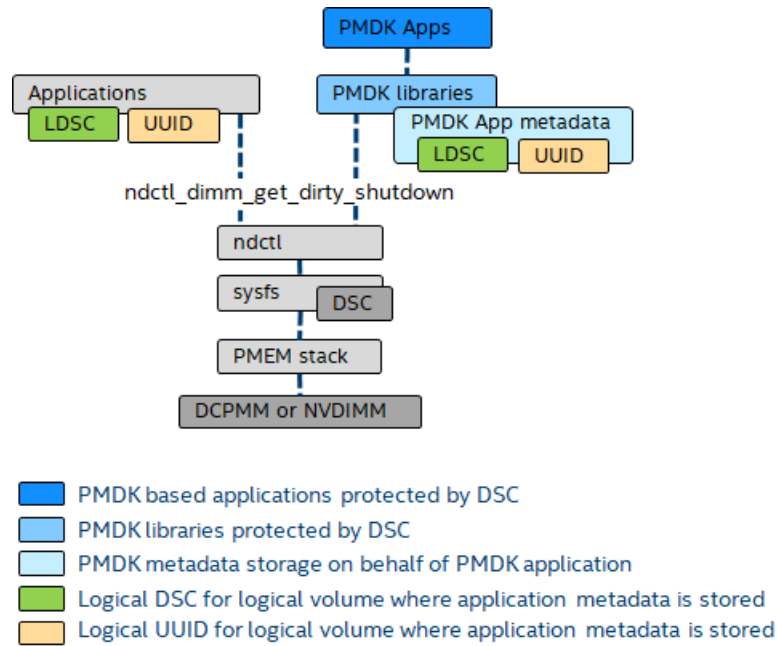 PMDK Apps
Applications
LDSC
UUID
PMDK libraries
PMDK App metadata
LDSC
UUID
ndctl_dimm_get_dirty_shutdown
ndctl
sysfs
DSC
PMEM stack
DCPMM or NVDIMM
PMDK based applications protected by DSC
PMDK libraries protected by DSC
PMDK metadata storage on behalf of PMDK application
Logical DSC for logical volume where application metadata is stored
Logical UUID for logical volume where application metadata is stored